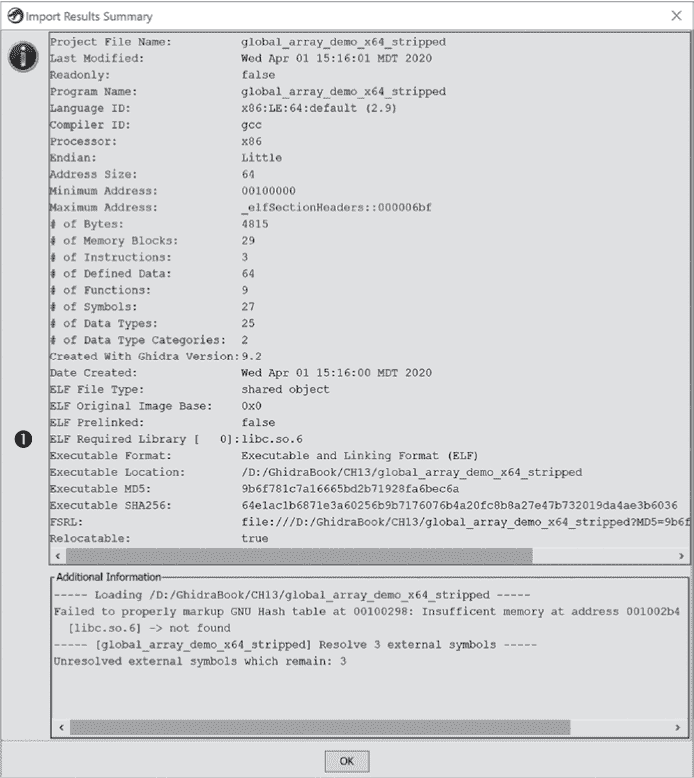 Import Results Summary
Project File Name: global_array_demo_x64_stripped
Last Modified: Wed Apr 01 15:16:01 MDT 2020
Readonly: false
Program Name: global_array_demo_x64_stripped
Language ID: x86:LE:64:default (2.9)
Compiler ID: gcc
Processor: x86
Endian: Little
Address Size: 64
Minimum Address: 00100000
Maximum Address: _elfSectionHeaders::000006bf
# of Bytes: 4815
# of Memory Blocks: 29
# of Instructions: 3
# of Defined Data: 64
# of Functions: 9
# of Symbols: 27
# of Data Types: 25
# of Data Type Categories: 2
Created With Ghidra Version:9.2
Date Created: Wed Apr 01 15:16:00 MDT 2020
ELF File Type: shared object
ELF Original Image Base: 0x0
ELF Prelinked: false
❶ ELF Required Library [ 0]:libc.so.6
Executable Format: Executable and Linking Format (ELF)
Executable Location: /D:/GhidraBook/CH13/global_array_demo_x64_stripped
Executable MD5: 9b6f781c7a16665bd2b71928fa6bec6a
Executable SHA256: 64e1ac1b6871e3a60256b9b7176076b4a20fc8b8a27e47b732019da4ae3b6036
FSRL: file:///D:/GhidraBook/CH13/global_array_demo_x64_stripped?MD5=9b6f
Relocatable: true
Additional Information
----- Loading /D:/GhidraBook/CH13/global_array_demo_x64_stripped -----
Failed to properly markup GNU Hash table at 00100298: Insufficent memory at address 001002b4
[libc.so.6] -> not found
----- [global_array_demo_x64_stripped] Resolve 3 external symbols -----
Unresolved external symbols which remain: 3
OK